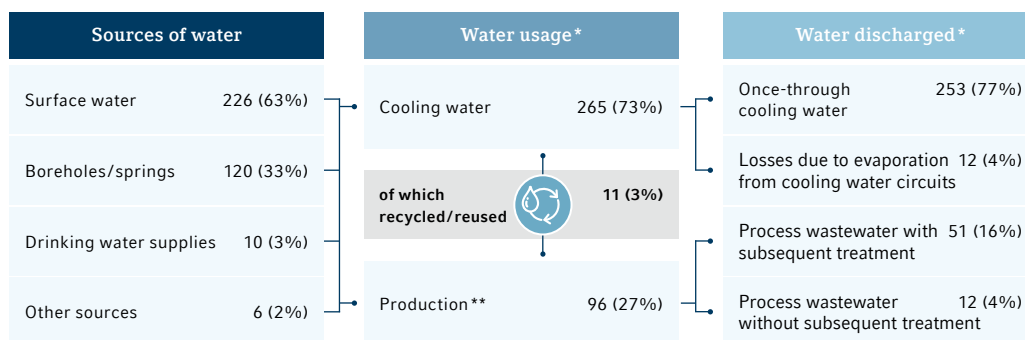 Sources of water
Surface water 226 (63%)
Boreholes/springs 120 (33%)
Drinking water supplies 10 (3%)
Other sources 6 (2%)
Water usage*
Cooling water 265 (73%)
of which
recycled/reused 11 (3%)
Production** 96 (27%)
Water discharged*
Once-through 253 (77%)
cooling water
Losses due to evaporation 12 (4%)
from cooling water circuits
Process wastewater with 51 (16%)
subsequent treatment
Process wastewater 12 (4%)
without subsequent treatment